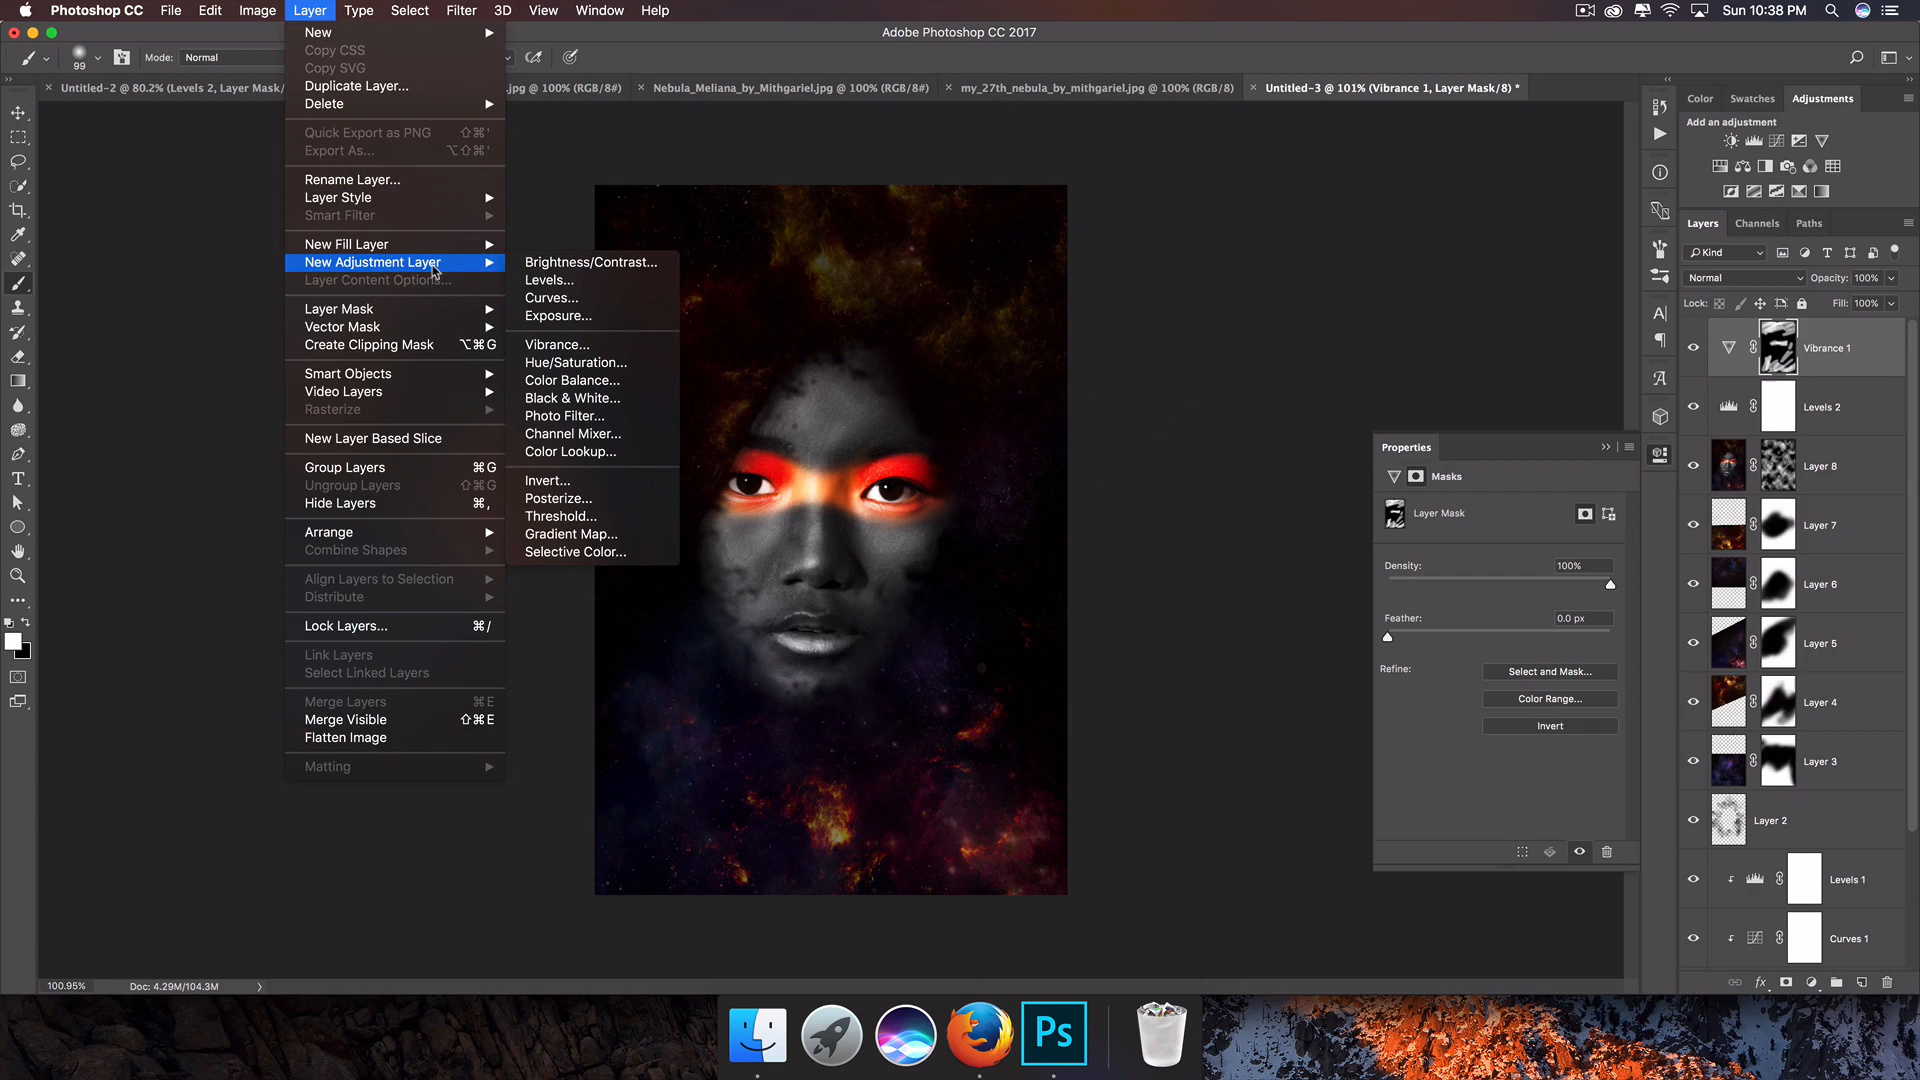 Photoshop CC File Edit Image Layer Type Select Filter 3D View Window Help Sun 10:38 PM
Adobe Photoshop CC 2017
99 Mode: Normal
Untitled-2 @ 80.2% (Levels 2, Layer Mask/ .jpg @ 100% (RGB/8#) Nebula_Meliana_by_Mithgariel.jpg @ 100% (RGB/8#) my_27th_nebula_by_mithgariel.jpg @ 100% (RGB/8) Untitled-3 @ 101% (Vibrance 1, Layer Mask/8) *
New
Copy CSS
Copy SVG
Duplicate Layer...
Delete
Quick Export as PNG ⇧⌘'
Export As... ⌥⇧⌘'
Rename Layer...
Layer Style
Smart Filter
New Fill Layer
New Adjustment Layer
Layer Content Options...
Layer Mask
Vector Mask
Create Clipping Mask ⌥⌘G
Smart Objects
Video Layers
Rasterize
New Layer Based Slice
Group Layers ⌘G
Ungroup Layers ⇧⌘G
Hide Layers ⌘,
Arrange
Combine Shapes
Align Layers to Selection
Distribute
Lock Layers... ⌘/
Link Layers
Select Linked Layers
Merge Layers ⌘E
Merge Visible ⇧⌘E
Flatten Image
Matting
Brightness/Contrast...
Levels...
Curves...
Exposure...
Vibrance...
Hue/Saturation...
Color Balance...
Black & White...
Photo Filter...
Channel Mixer...
Color Lookup...
Invert...
Posterize...
Threshold...
Gradient Map...
Selective Color...
Properties
Masks
Layer Mask
Density: 100%
Feather: 0.0 px
Refine: Select and Mask...
Color Range...
Invert
Color Swatches Adjustments
Add an adjustment
Layers Channels Paths
Kind
Normal Opacity: 100%
Lock: Fill: 100%
Vibrance 1
Levels 2
Layer 8
Layer 7
Layer 6
Layer 5
Layer 4
Layer 3
Layer 2
Levels 1
Curves 1
fx
100.95% Doc: 4.29M/104.3M
Ps